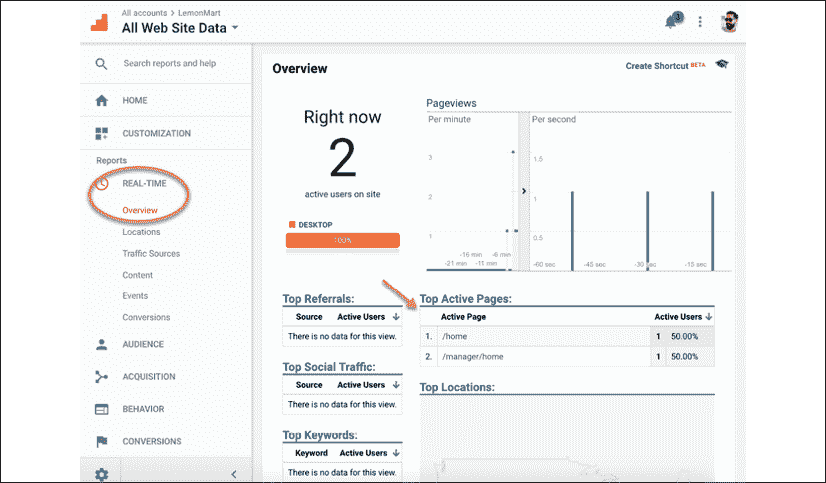 All accounts > LemonMart
All Web Site Data
3
Search reports and help
HOME
CUSTOMIZATION
Reports
REAL-TIME
Overview
Locations
Traffic Sources
Content
Events
Conversions
AUDIENCE
ACQUISITION
BEHAVIOR
CONVERSIONS
Overview
Create Shortcut BETA
Right now
2
active users on site
DESKTOP
100%
Pageviews
Per minute
Per second
3
2
1
1.5
1
0.5
-16 min
-6 min
-21 min
-11 min
-60 sec
-45 sec
-30 sec
-15 sec
Top Referrals:
Source Active Users
There is no data for this view.
Top Social Traffic:
Source Active Users
There is no data for this view.
Top Keywords:
Keyword Active Users
There is no data for this view.
Top Active Pages:
Active Page Active Users
1. /home 1 50.00%
2. /manager/home 1 50.00%
Top Locations: